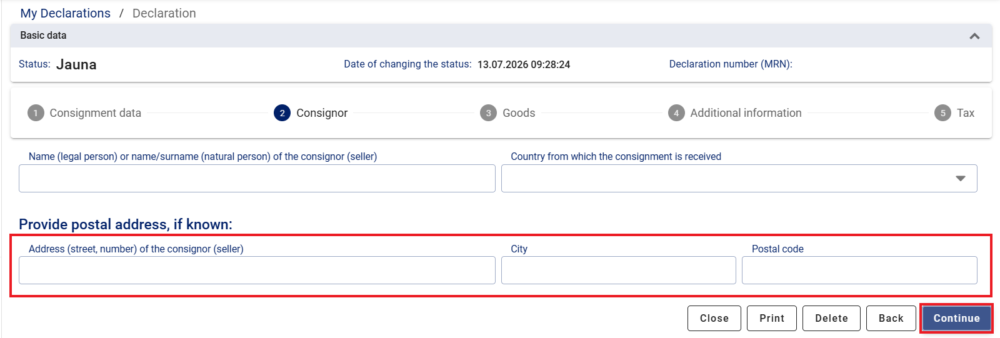 My Declarations / Declaration
Basic data
Status: Jauna Date of changing the status: 13.07.2026 09:28:24 Declaration number (MRN):
1 Consignment data 2 Consignor 3 Goods 4 Additional information 5 Tax
Name (legal person) or name/surname (natural person) of the consignor (seller) Country from which the consignment is received
Provide postal address, if known:
Address (street, number) of the consignor (seller) City Postal code
Close Print Delete Back Continue